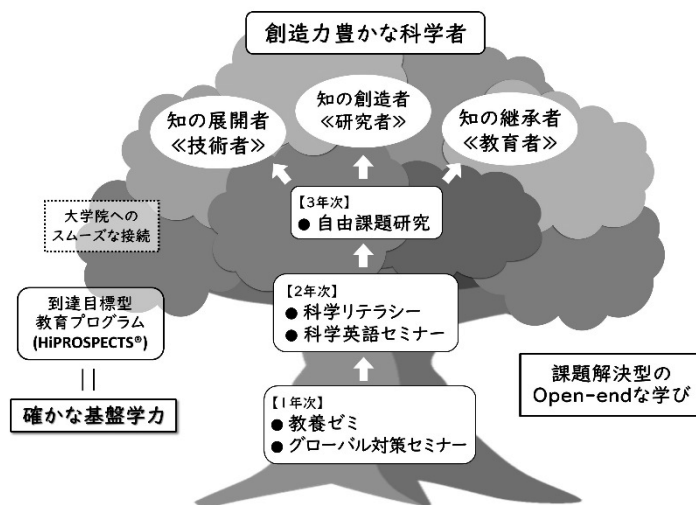 創造力豊かな科学者
知の展開者
≪技術者≫
知の創造者
≪研究者≫
知の継承者
≪教育者≫
【3年次】
● 自由課題研究
大学院への
スムーズな接続
【2年次】
● 科学リテラシー
● 科学英語セミナー
到達目標型
教育プログラム
(HiPROSPECTS®)
||
確かな基盤学力
課題解決型の
Open-endな学び
【1年次】
● 教養ゼミ
● グローバル対策セミナー